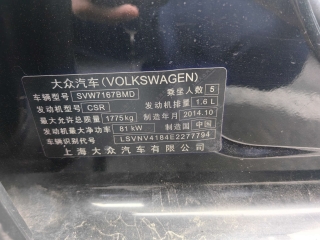 大众汽车(VOLKSWAGEN)
车辆型号 SVW7167BMD 乘坐人数 5
发动机型号 CSR 发动机排量 1.6 L
最大允许总质量 1775kg 制造年月 2014.10
发动机最大净功率 81 kW 制造国 中国
车辆识别代号 LSVNV4184E2277794
上海大众汽车有限公司